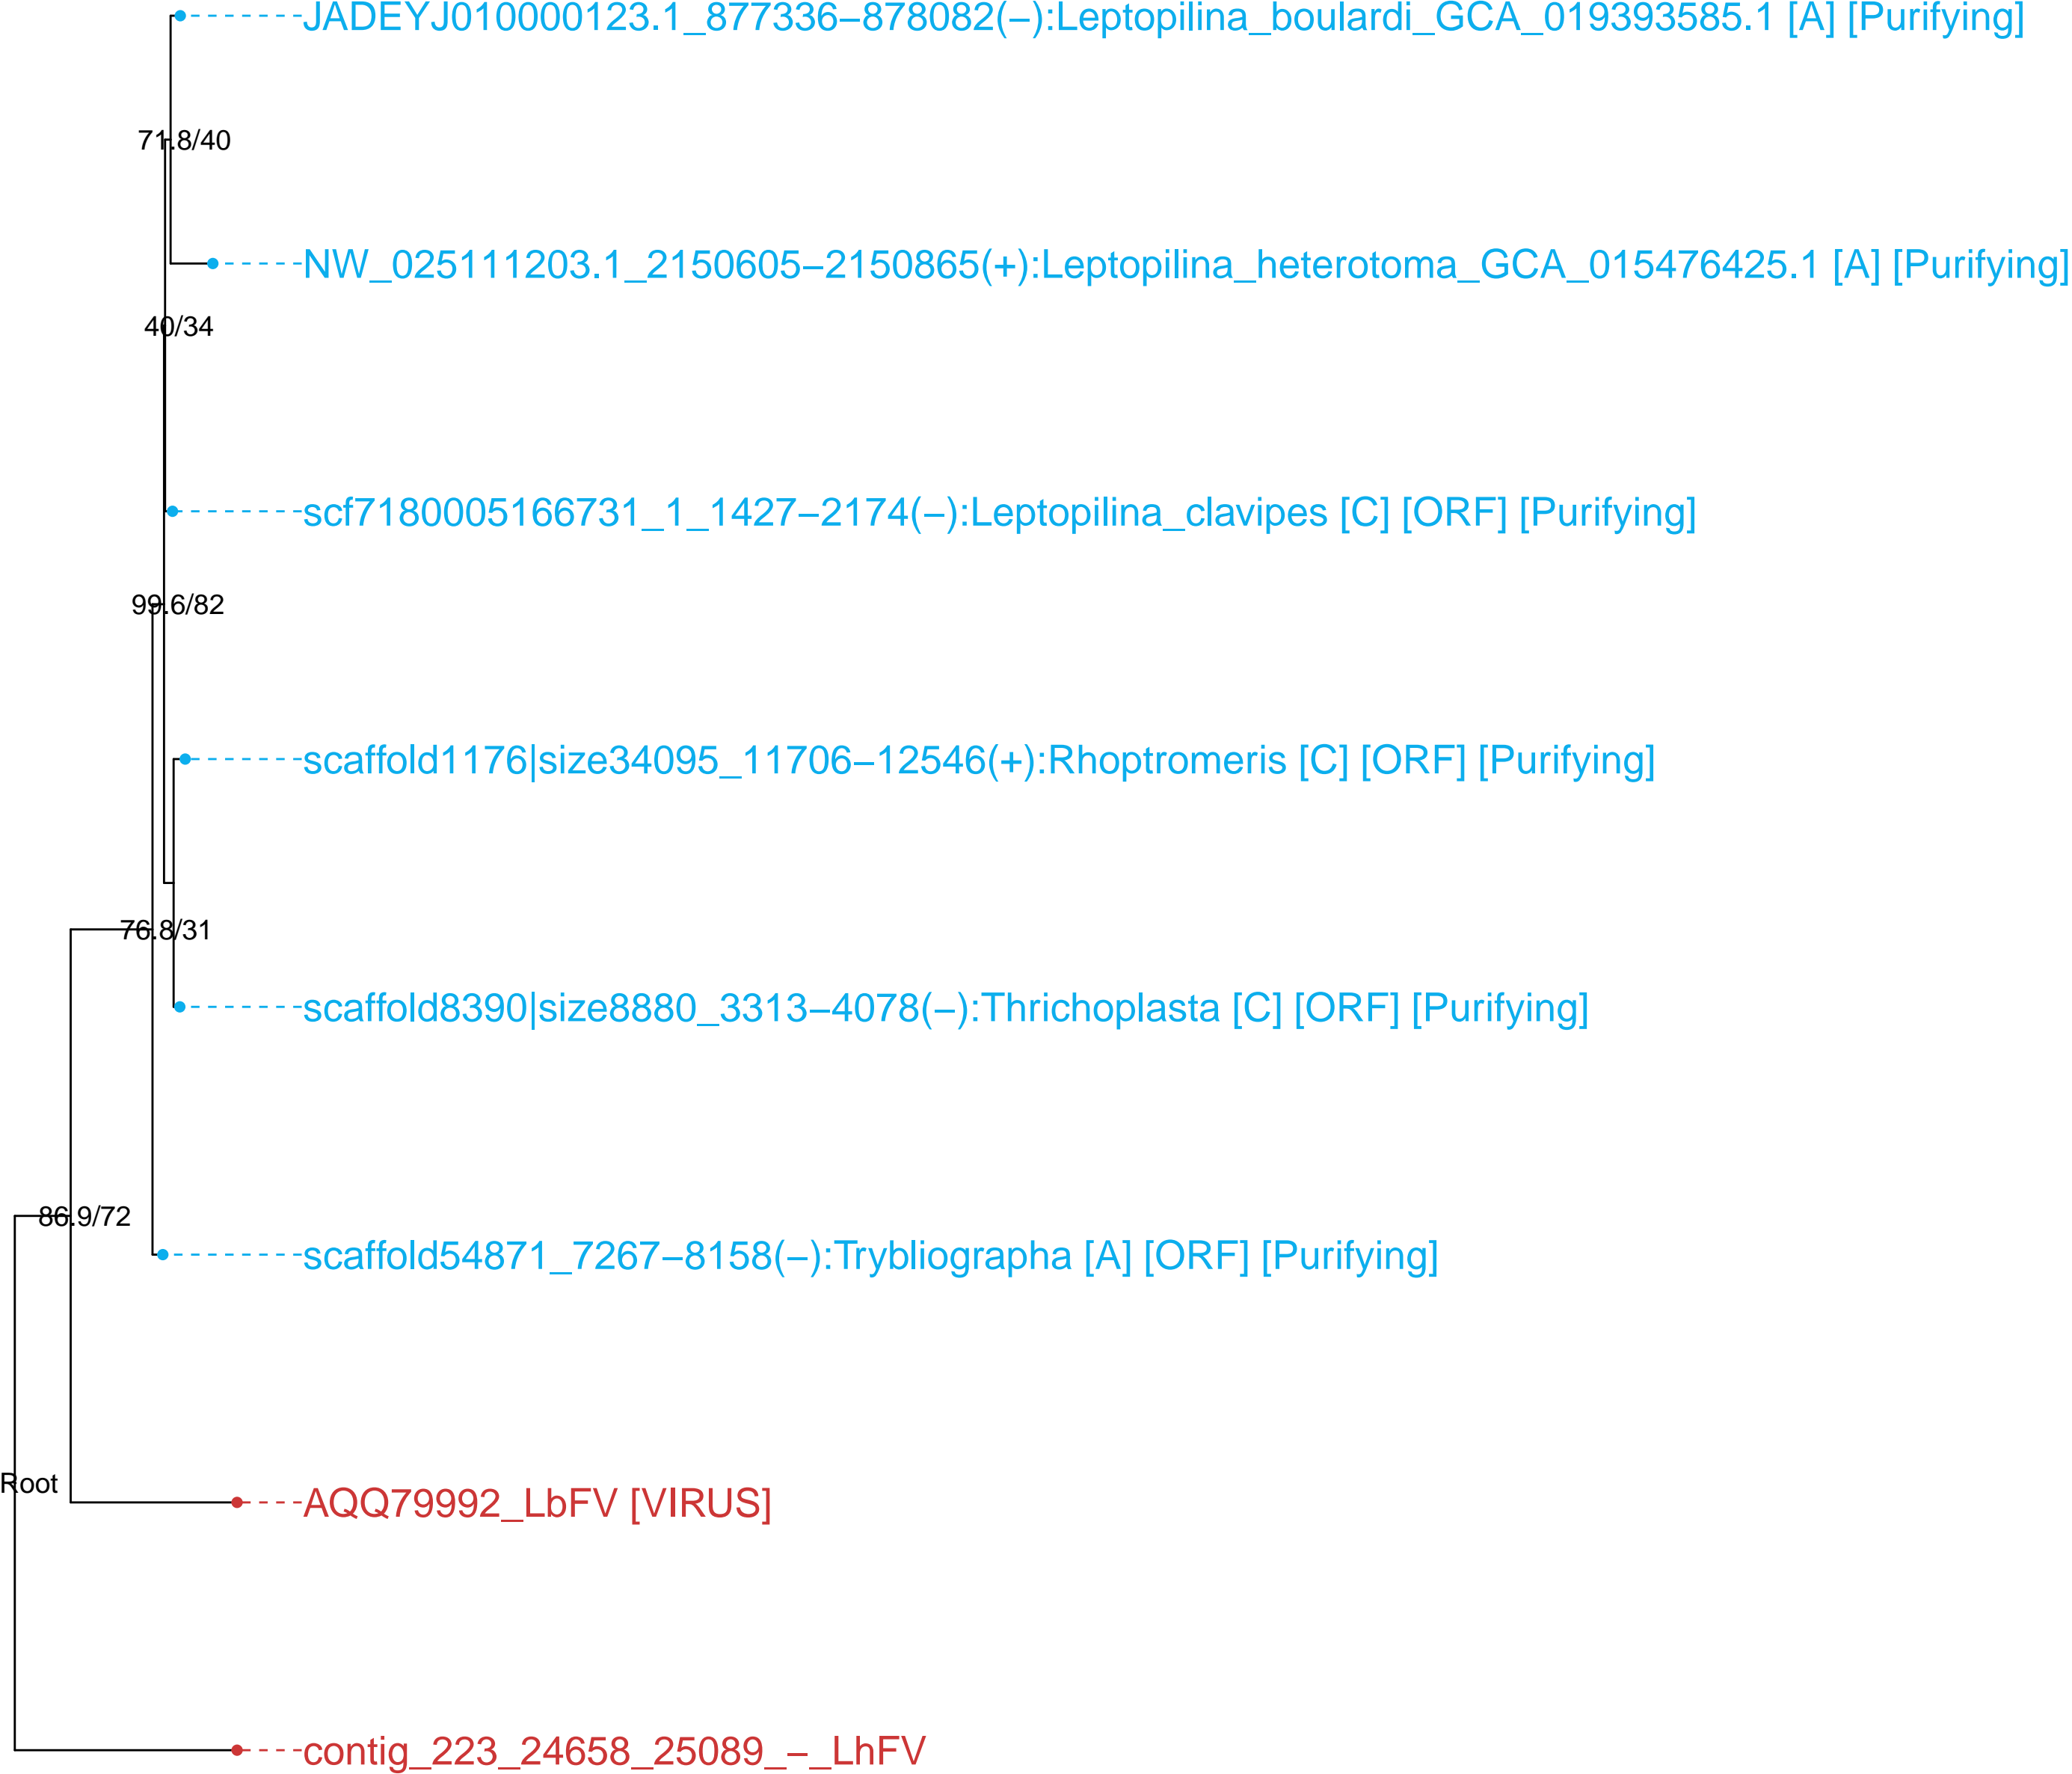 JADEYJ010000123.1_877336–878082(–):Leptopilina_boulardi_GCA_019393585.1 [A] [Purifying]
71.8/40
NW_025111203.1_2150605–2150865(+):Leptopilina_heterotoma_GCA_015476425.1 [A] [Purifying]
40/34
scf7180005166731_1_1427–2174(–):Leptopilina_clavipes [C] [ORF] [Purifying]
99.6/82
scaffold1176|size34095_11706–12546(+):Rhoptromeris [C] [ORF] [Purifying]
76.8/31
scaffold8390|size8880_3313–4078(–):Thrichoplasta [C] [ORF] [Purifying]
86.9/72
scaffold54871_7267–8158(–):Trybliographa [A] [ORF] [Purifying]
Root
AQQ79992_LbFV [VIRUS]
contig_223_24658_25089_–_LhFV